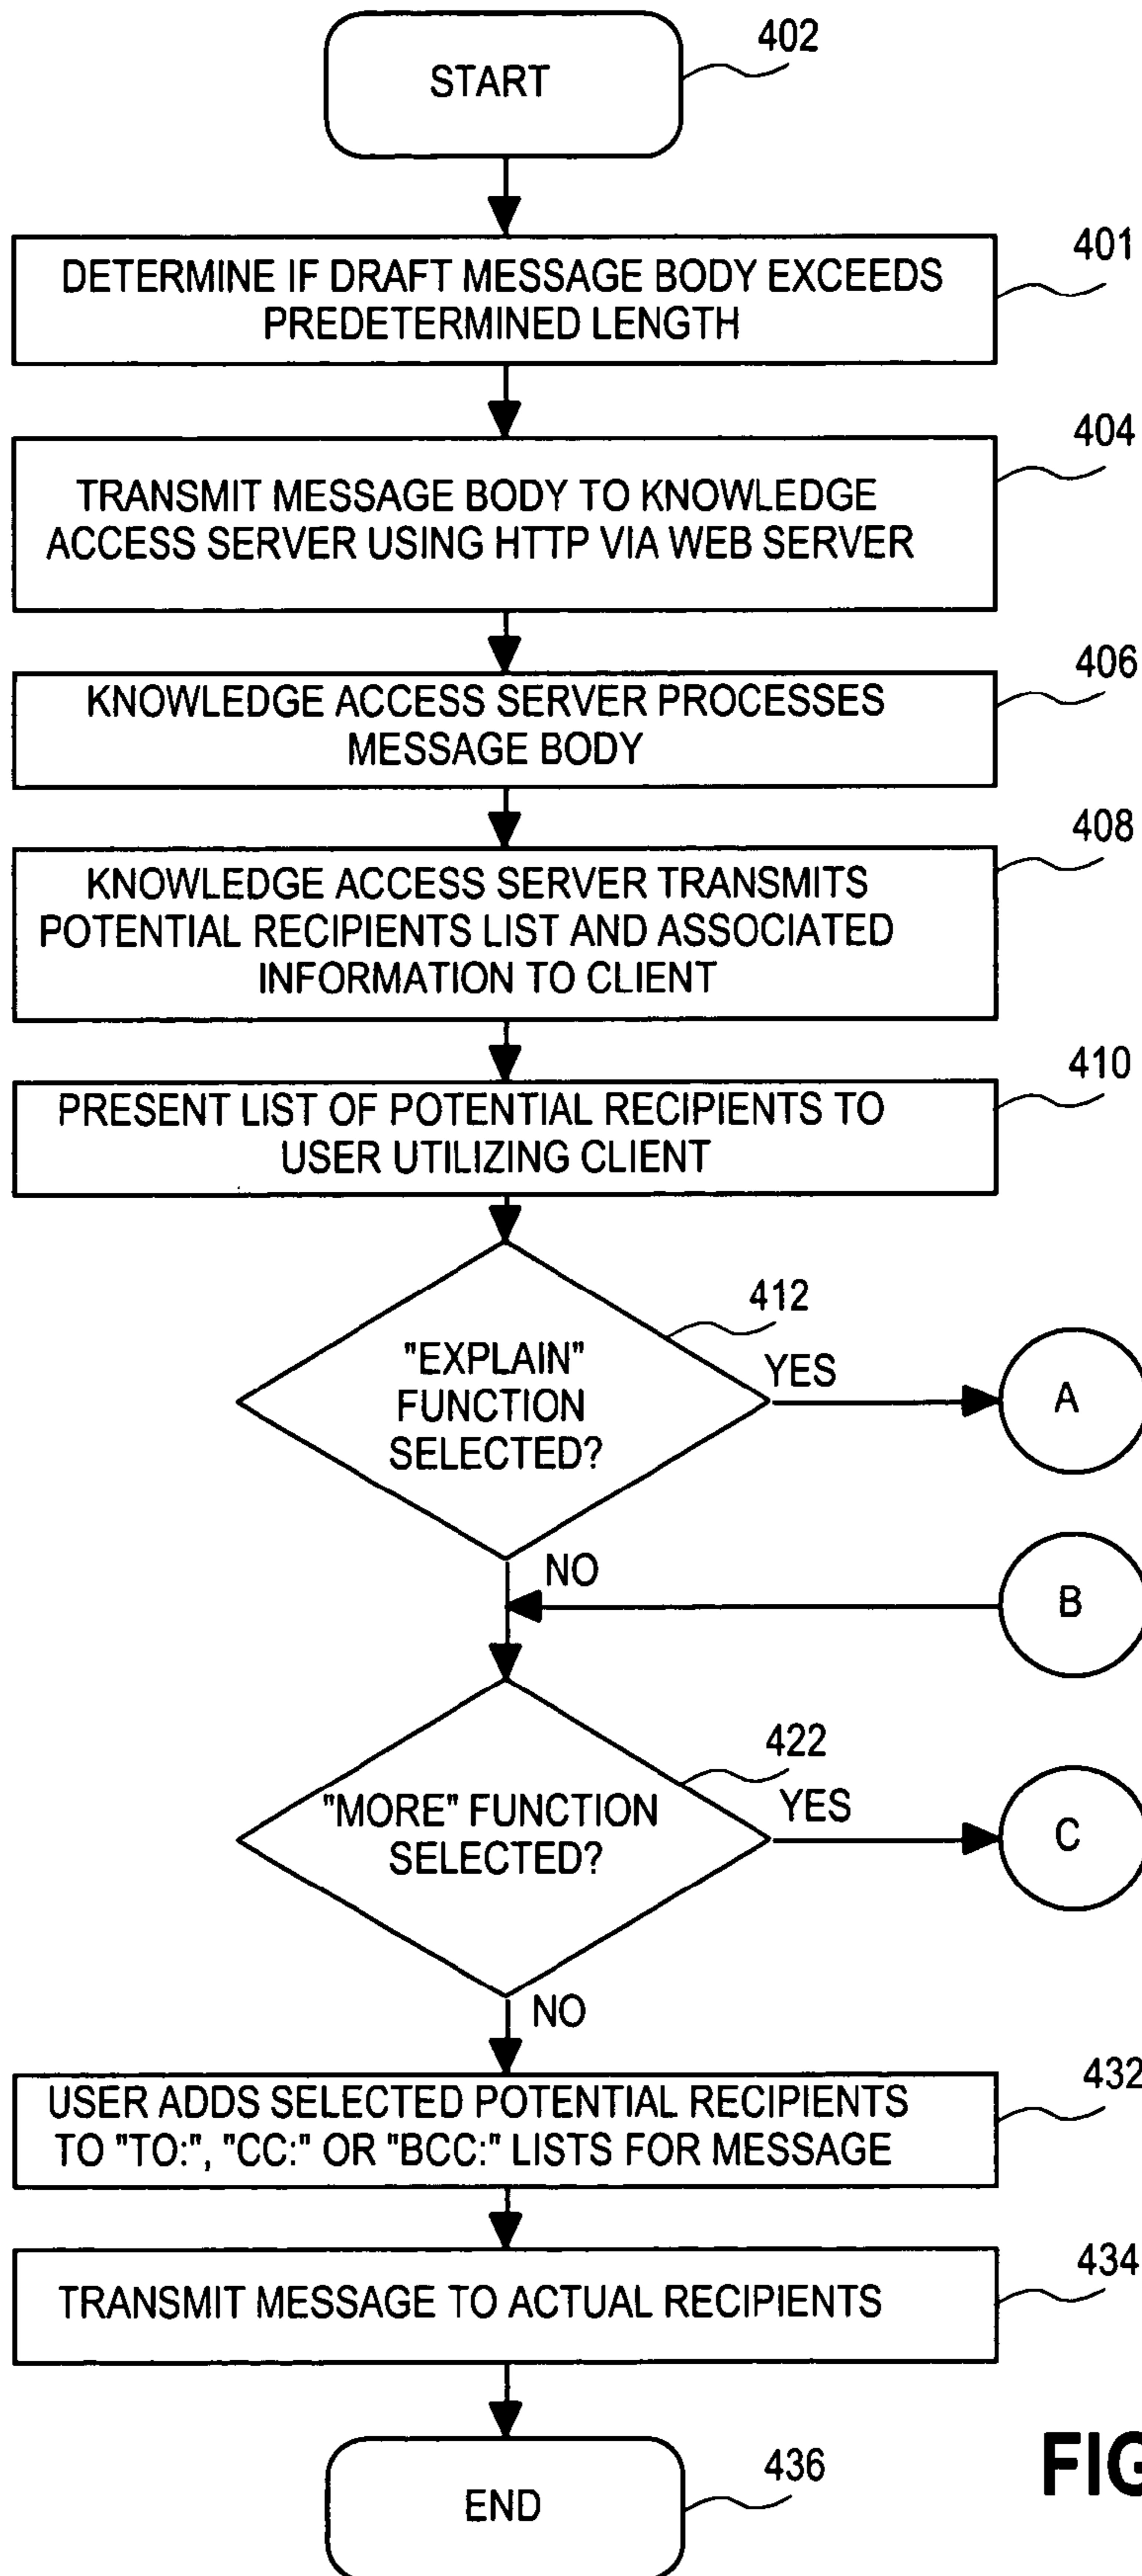 START
402
DETERMINE IF DRAFT MESSAGE BODY EXCEEDS
PREDETERMINED LENGTH
401
TRANSMIT MESSAGE BODY TO KNOWLEDGE
ACCESS SERVER USING HTTP VIA WEB SERVER
404
KNOWLEDGE ACCESS SERVER PROCESSES
MESSAGE BODY
406
KNOWLEDGE ACCESS SERVER TRANSMITS
POTENTIAL RECIPIENTS LIST AND ASSOCIATED
INFORMATION TO CLIENT
408
PRESENT LIST OF POTENTIAL RECIPIENTS TO
USER UTILIZING CLIENT
410
"EXPLAIN"
FUNCTION
SELECTED?
412
YES
A
NO
B
"MORE" FUNCTION
SELECTED?
422
YES
C
NO
USER ADDS SELECTED POTENTIAL RECIPIENTS
TO "TO:", "CC:" OR "BCC:" LISTS FOR MESSAGE
432
TRANSMIT MESSAGE TO ACTUAL RECIPIENTS
434
END
436
FIG